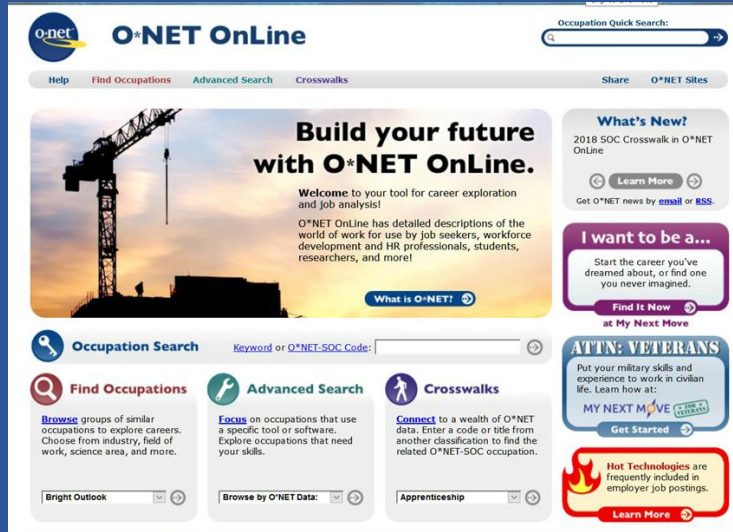 Occupation Quick Search:
o·net
O*NET OnLine
Help Find Occupations Advanced Search Crosswalks Share O*NET Sites
Build your future
with O*NET OnLine.
Welcome to your tool for career exploration
and job analysis!
O*NET OnLine has detailed descriptions of the
world of work for use by job seekers, workforce
development and HR professionals, students,
researchers, and more!
What is O*NET?
What's New?
2018 SOC Crosswalk in O*NET
OnLine
Learn More
Get O*NET news by email or RSS.
I want to be a...
Start the career you've
dreamed about, or find one
you never imagined.
Find It Now
at My Next Move
Occupation Search Keyword or O*NET-SOC Code:
Find Occupations
Browse groups of similar
occupations to explore careers.
Choose from industry, field of
work, science area, and more.
Bright Outlook
Advanced Search
Focus on occupations that use
a specific tool or software.
Explore occupations that need
your skills.
Browse by O*NET Data:
Crosswalks
Connect to a wealth of O*NET
data. Enter a code or title from
another classification to find the
related O*NET-SOC occupation.
Apprenticeship
ATTN: VETERANS
Put your military skills and
experience to work in civilian
life. Learn how at:
MY NEXT MOVE FOR VETERANS
Get Started
Hot Technologies are
frequently included in
employer job postings.
Learn More